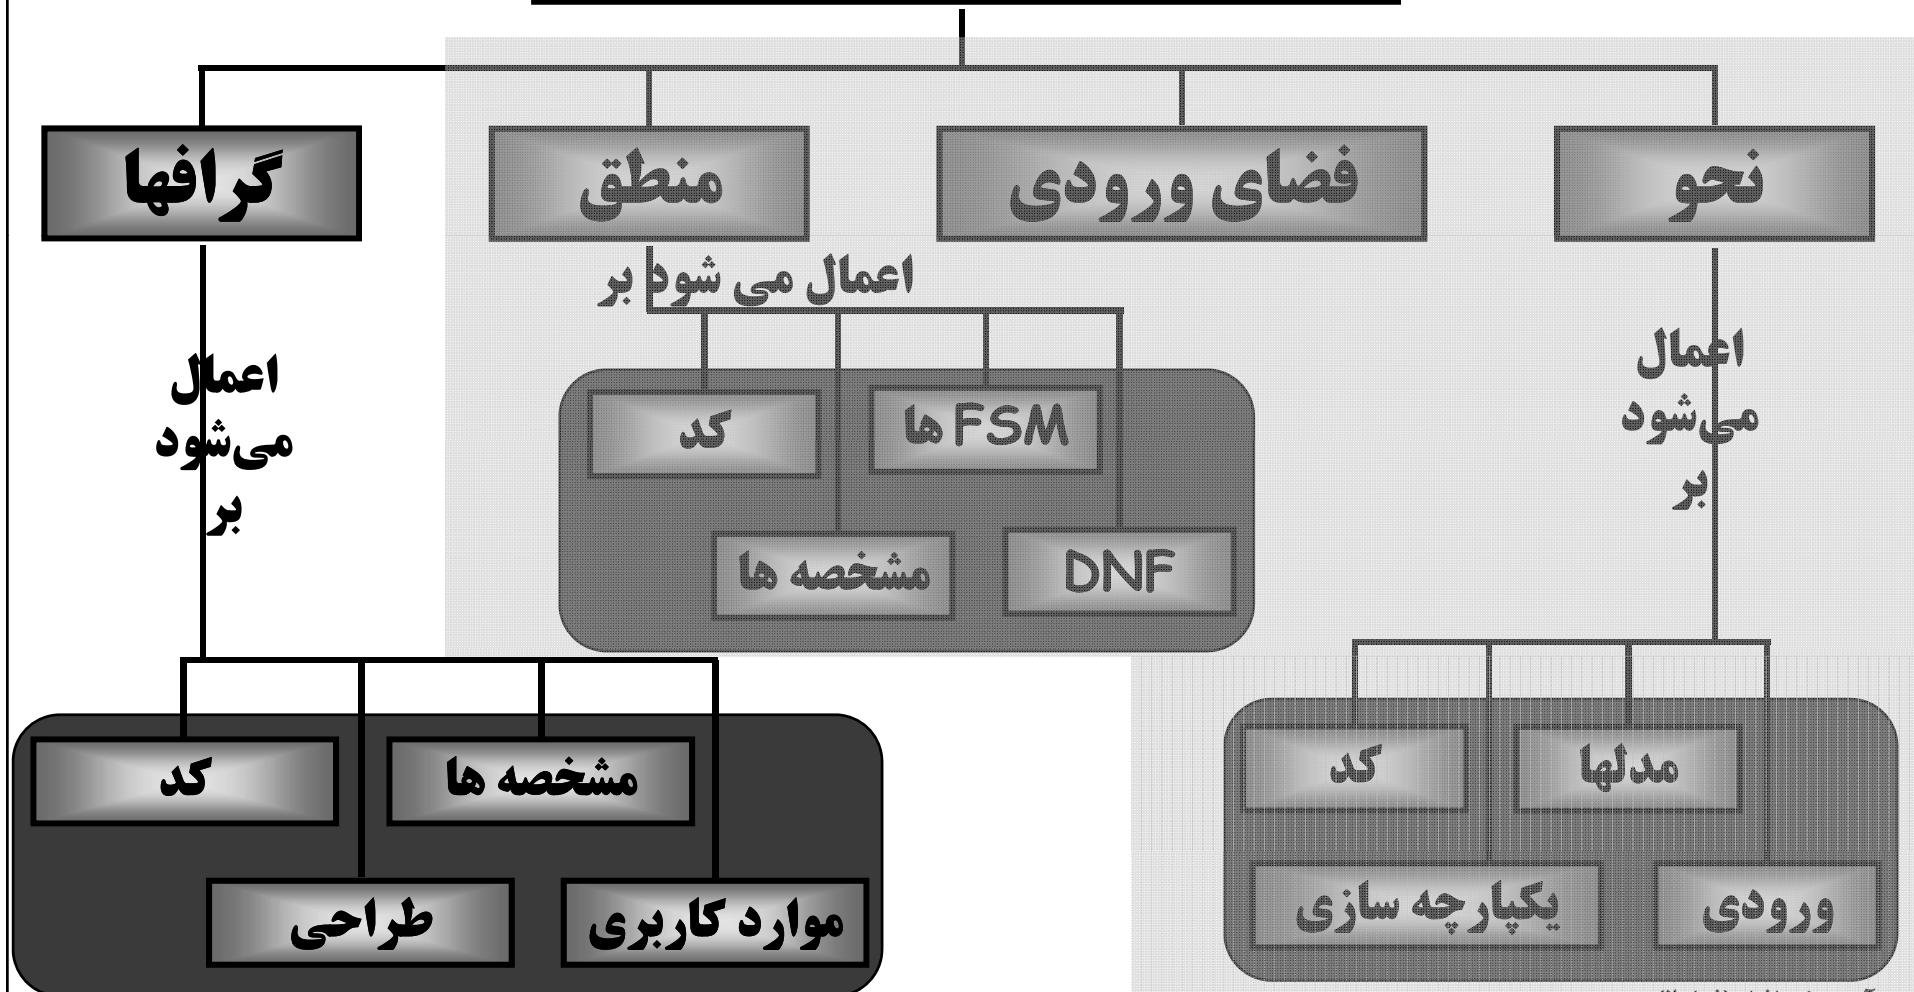 نحو
فضای ورودی
منطق
گرافها
اعمال می شود بر
اعمال
می‌شود
بر
اعمال
می‌شود
بر
FSM ها
کد
DNF
مشخصه ها
مدلها
کد
ورودی
یکپارچه سازی
مشخصه ها
کد
موارد کاربری
طراحی